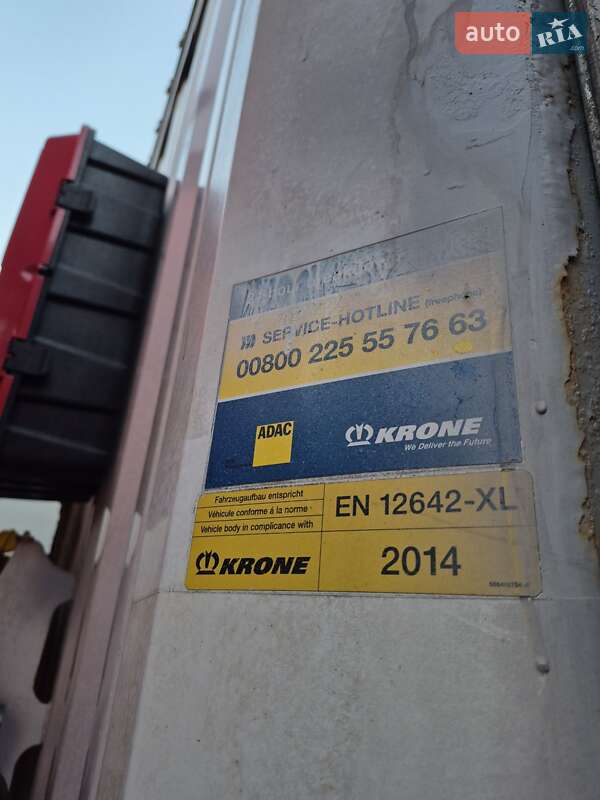 auto RIA.com
SERVICE-HOTLINE (freephone)
00800 225 55 76 63
ADAC
KRONE
We Deliver the Future
Fahrzeugaufbau entspricht
Véhicule conforme à la norme
Vehicle body in complicance with
EN 12642-XL
KRONE
2014